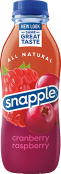 NEW LOOK
SAME
GREAT
TASTE
ALL NATURAL
snapple
cranberry
raspberry